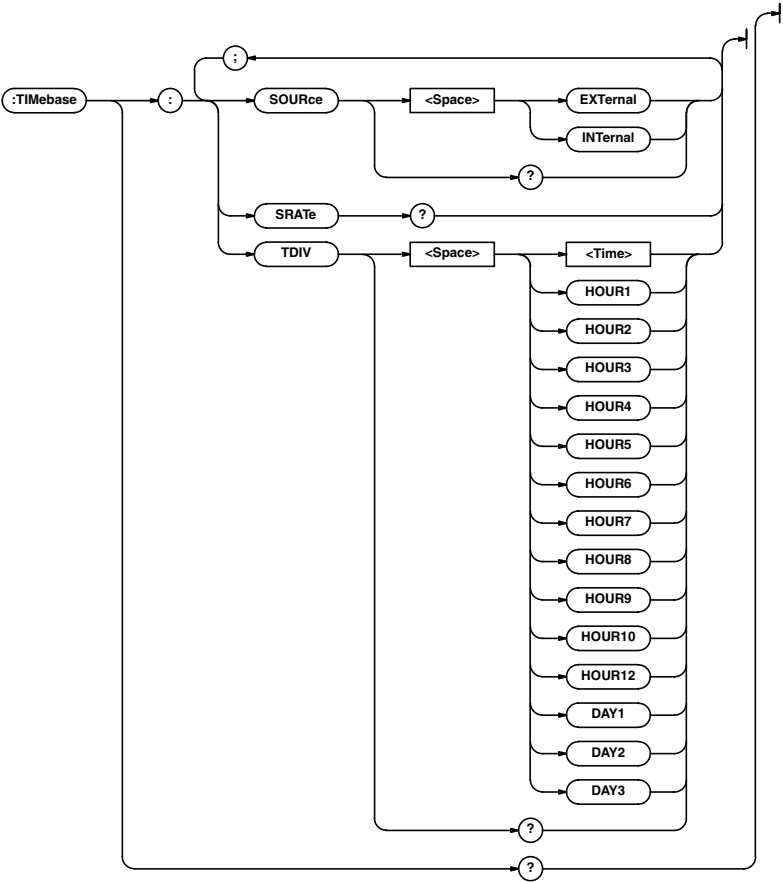 ;
:TIMebase : SOURce <Space> EXTernal
INTernal
?
SRATe ?
TDIV <Space> <Time>
HOUR1
HOUR2
HOUR3
HOUR4
HOUR5
HOUR6
HOUR7
HOUR8
HOUR9
HOUR10
HOUR12
DAY1
DAY2
DAY3
?
?